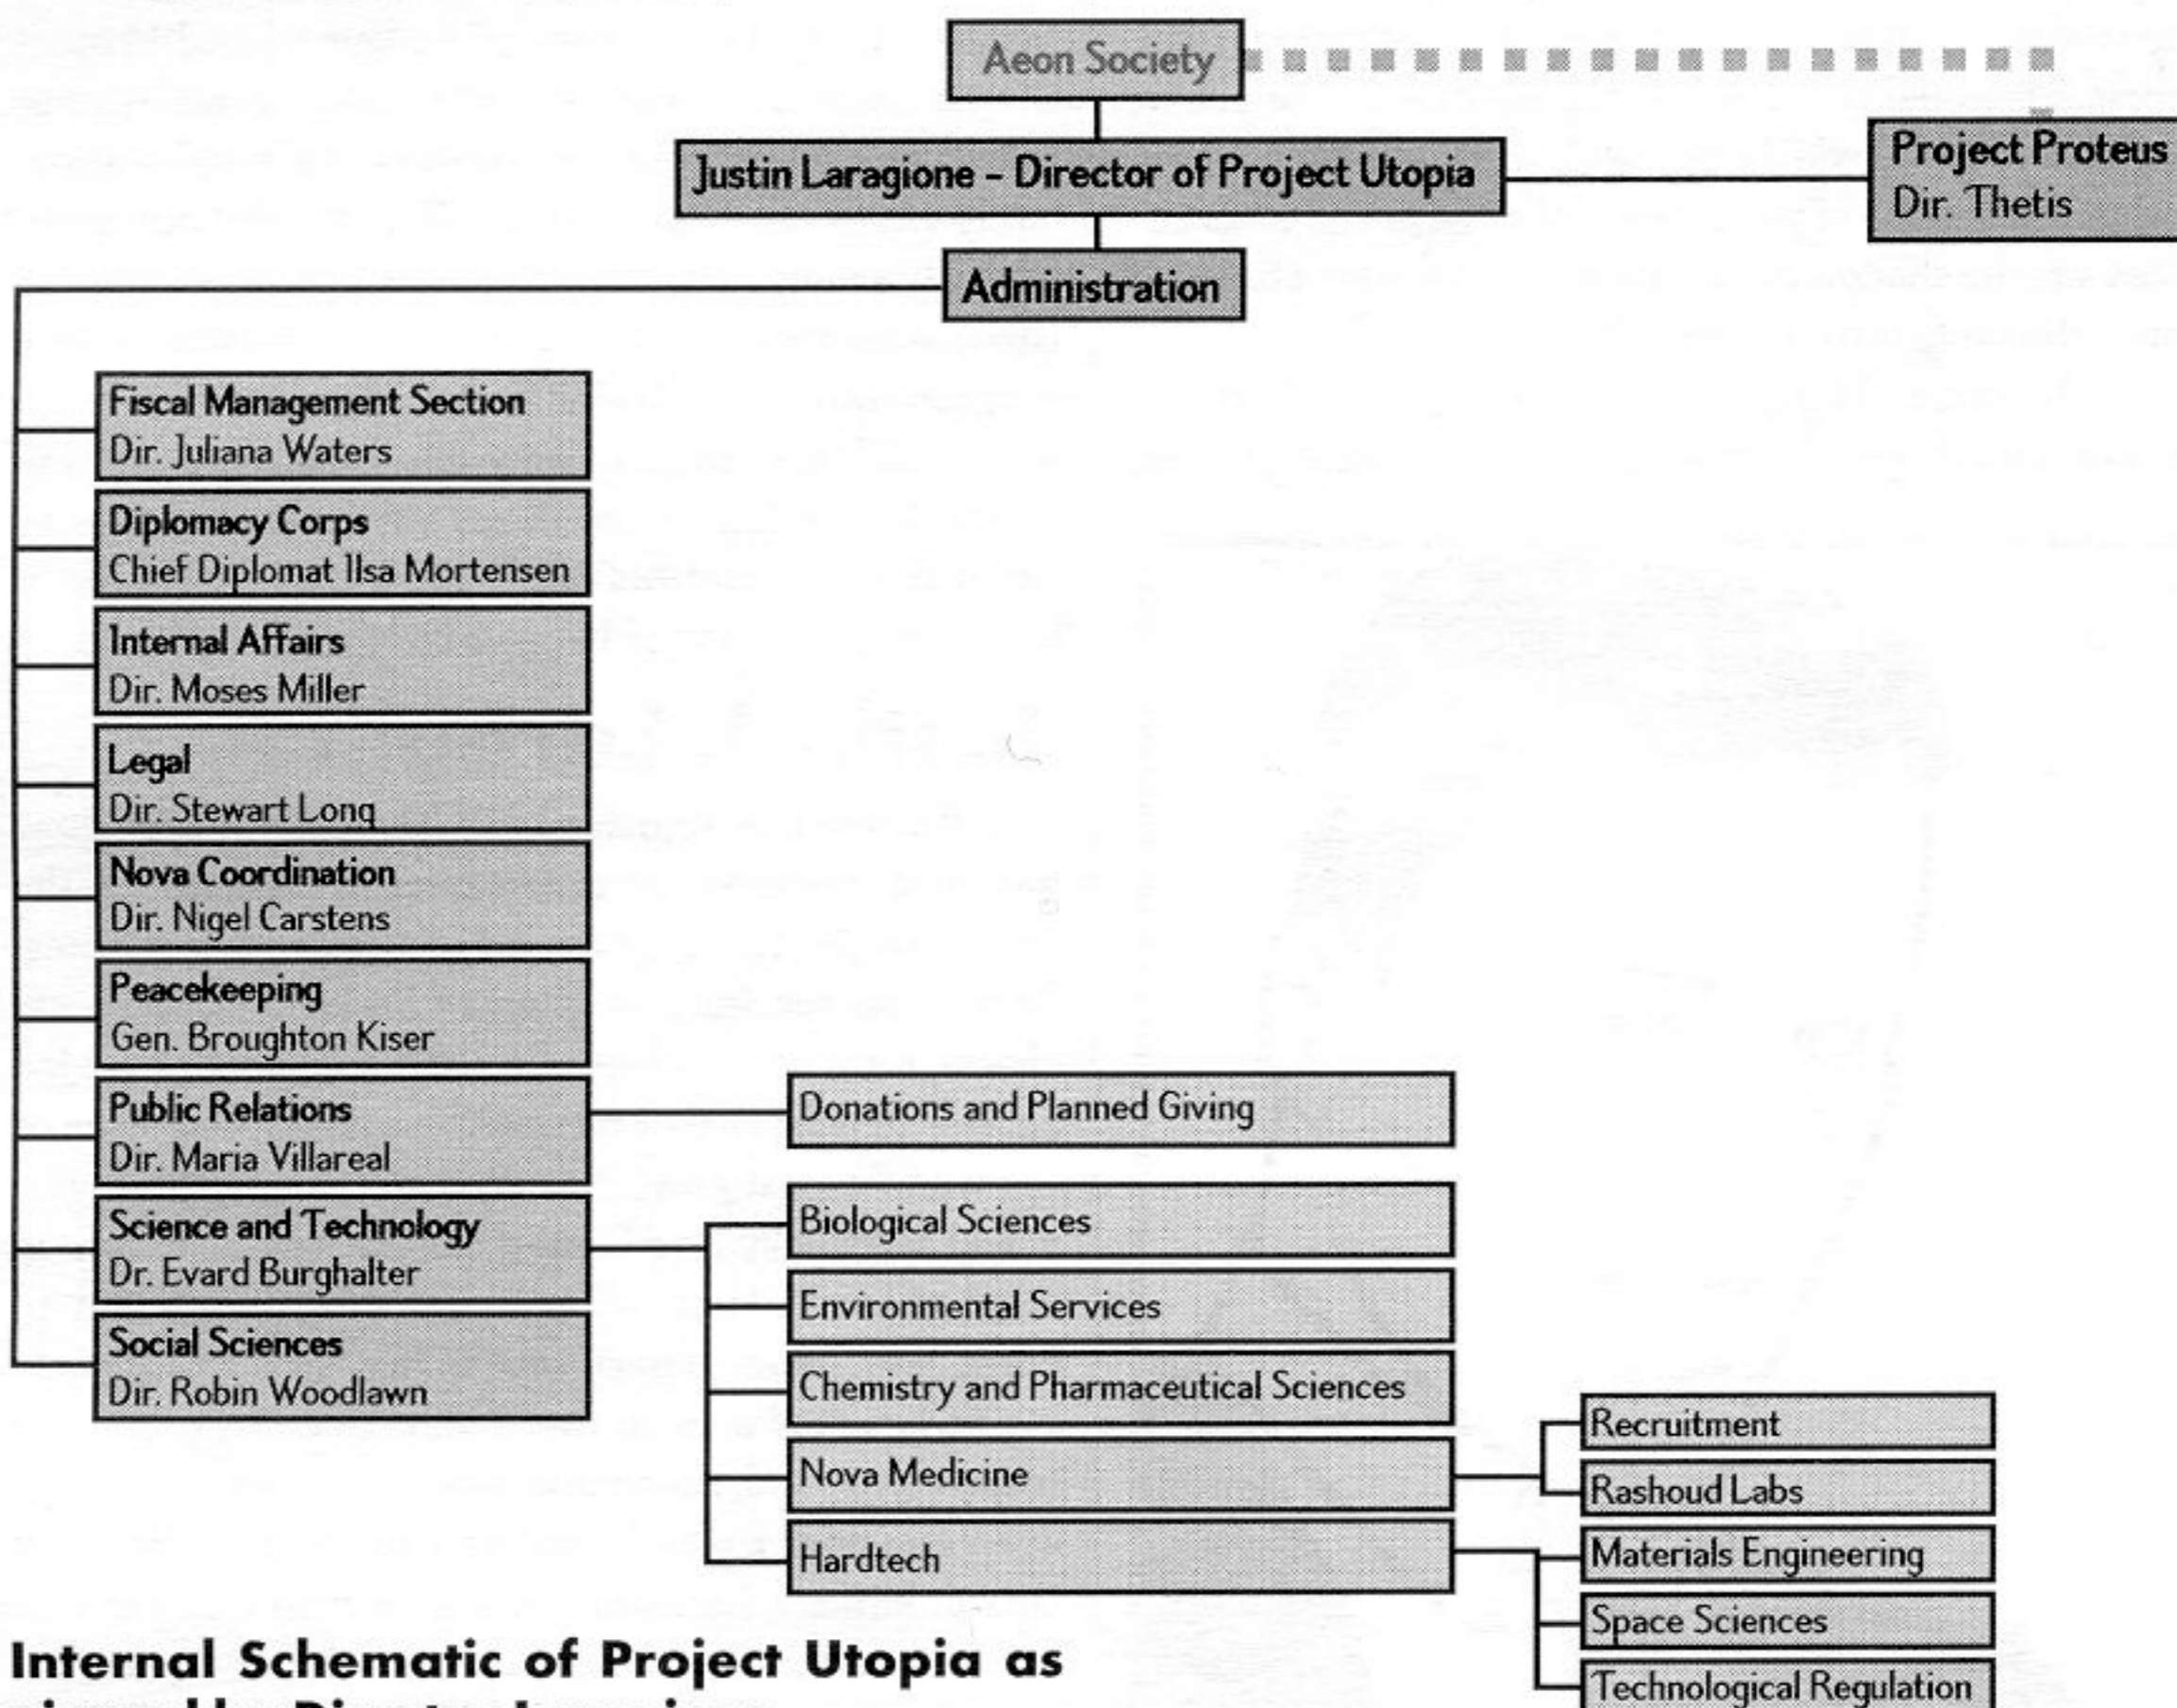 Aeon Society
Justin Laragione – Director of Project Utopia
Project Proteus
Dir. Thetis
Administration
Fiscal Management Section
Dir. Juliana Waters
Diplomacy Corps
Chief Diplomat Ilsa Mortensen
Internal Affairs
Dir. Moses Miller
Legal
Dir. Stewart Long
Nova Coordination
Dir. Nigel Carstens
Peacekeeping
Gen. Broughton Kiser
Public Relations
Dir. Maria Villareal
Donations and Planned Giving
Science and Technology
Dr. Evard Burghalter
Biological Sciences
Environmental Services
Chemistry and Pharmaceutical Sciences
Nova Medicine
Hardtech
Social Sciences
Dir. Robin Woodlawn
Recruitment
Rashoud Labs
Materials Engineering
Space Sciences
Technological Regulation
Internal Schematic of Project Utopia as